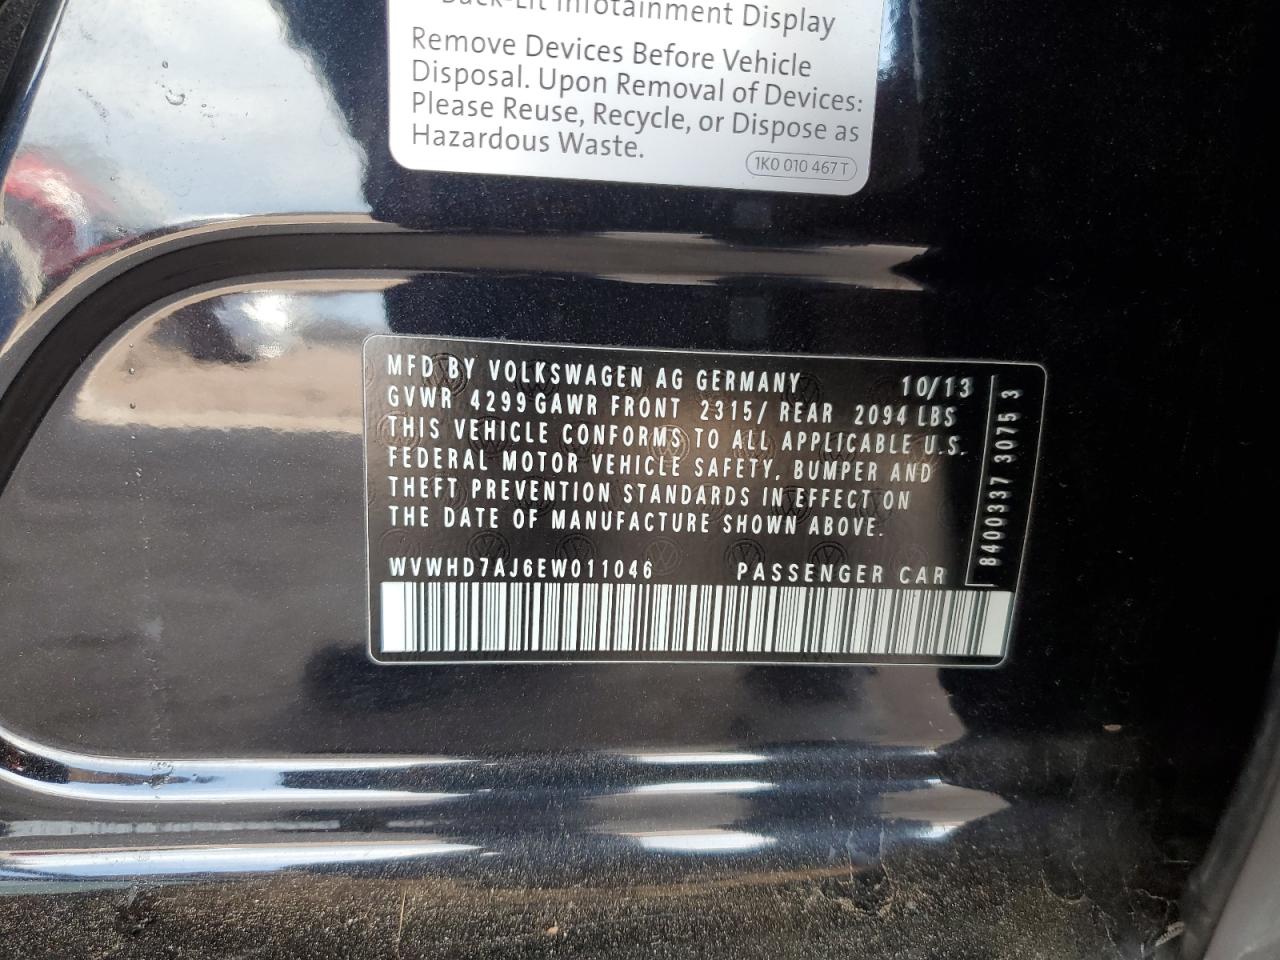 Back-Lit Infotainment Display
Remove Devices Before Vehicle
Disposal. Upon Removal of Devices:
Please Reuse, Recycle, or Dispose as
Hazardous Waste.
1K0 010 467 T
MFD BY VOLKSWAGEN AG GERMANY 10/13
GVWR 4299 GAWR FRONT 2315/ REAR 2094 LBS
THIS VEHICLE CONFORMS TO ALL APPLICABLE U.S.
FEDERAL MOTOR VEHICLE SAFETY, BUMPER AND
THEFT PREVENTION STANDARDS IN EFFECT ON
THE DATE OF MANUFACTURE SHOWN ABOVE.
WVWHD7AJ6EW011046 PASSENGER CAR
8400337 3075 3